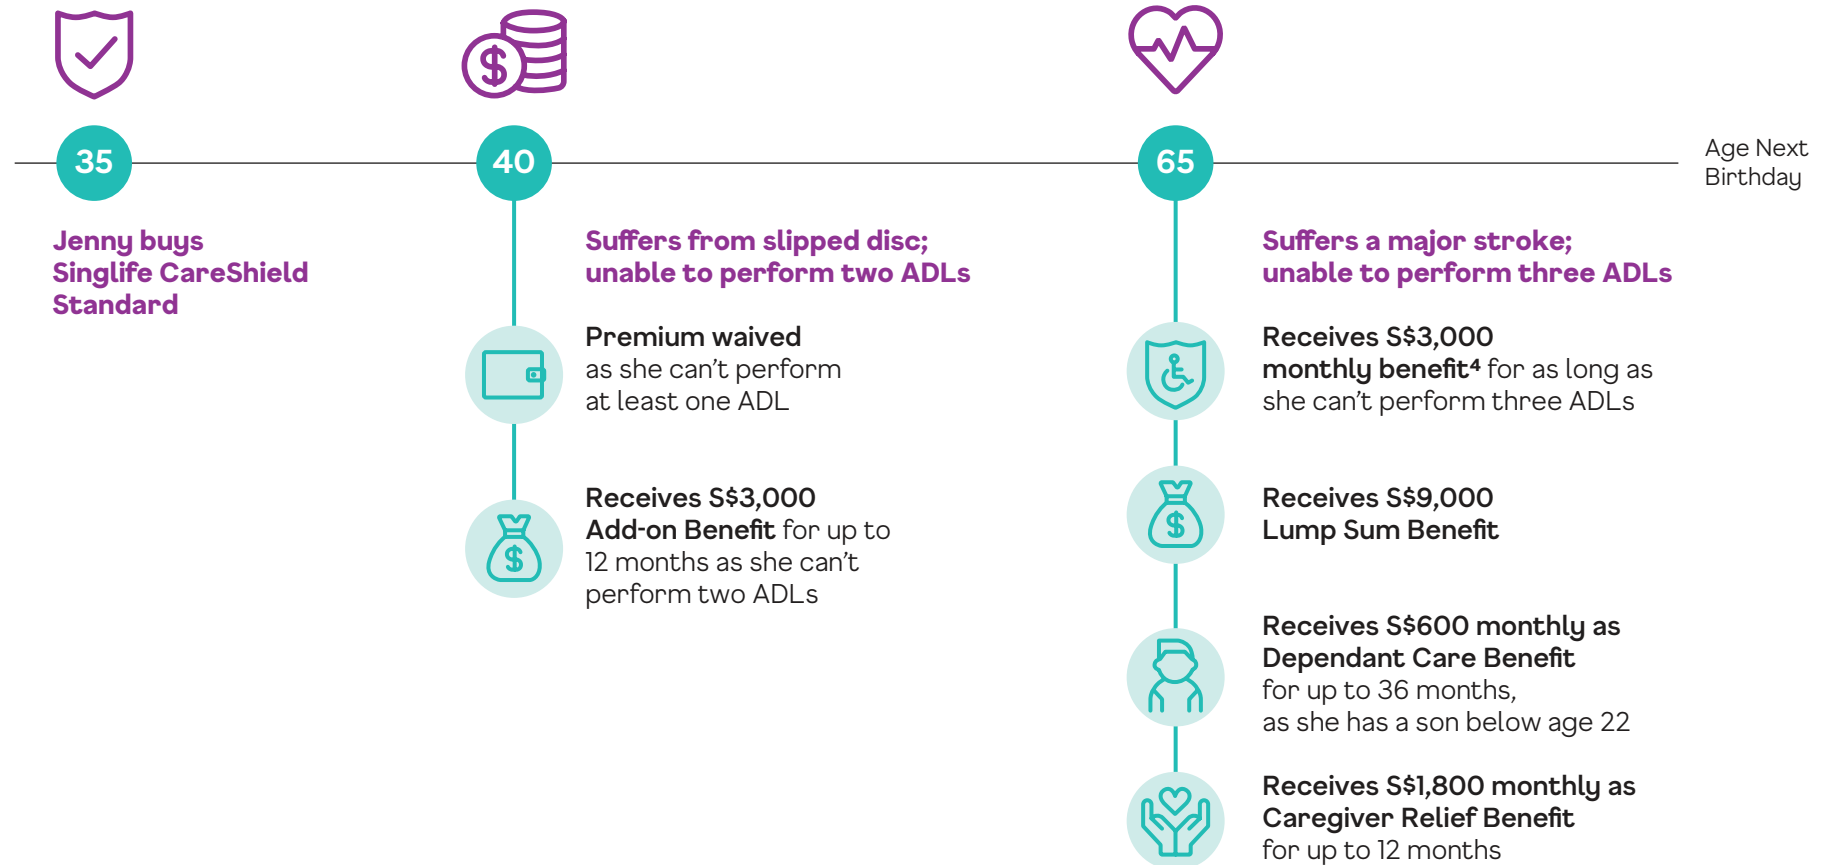 35
40
65
Age Next
Birthday
Jenny buys
Singlife CareShield
Standard
Suffers from slipped disc;
unable to perform two ADLs
Premium waived
as she can't perform
at least one ADL
Receives S$3,000
Add-on Benefit for up to
12 months as she can't
perform two ADLs
Suffers a major stroke;
unable to perform three ADLs
Receives S$3,000
monthly benefit⁴ for as long as
she can't perform three ADLs
Receives S$9,000
Lump Sum Benefit
Receives S$600 monthly as
Dependant Care Benefit
for up to 36 months,
as she has a son below age 22
Receives S$1,800 monthly as
Caregiver Relief Benefit
for up to 12 months